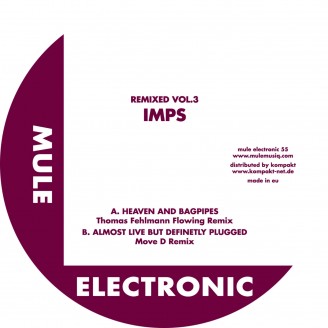 REMIXED VOL.3
IMPS
mule electronic 55
www.mulemusiq.com
distributed by kompakt
www.kompakt-net.de
made in eu
A. HEAVEN AND BAGPIPES
Thomas Fehlmann Flowing Remix
B. ALMOST LIVE BUT DEFINETLY PLUGGED
Move D Remix
MULE
ELECTRONIC